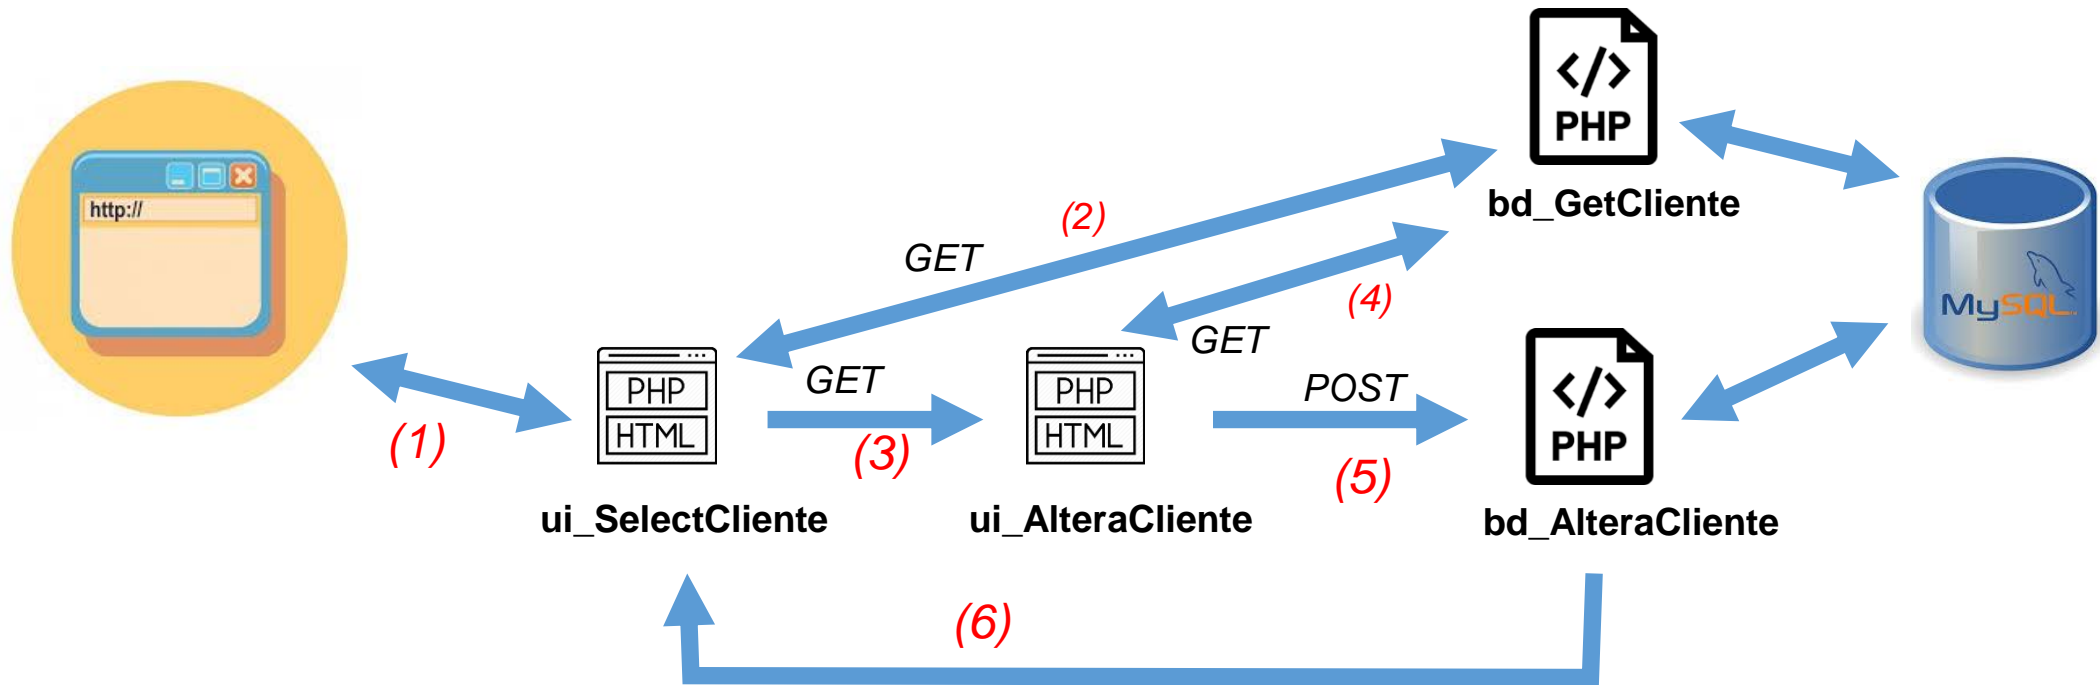 </>
PHP
bd_GetCliente
http://
(2)
GET
(4)
MySQL
GET
PHP
HTML
GET
PHP
HTML
POST
</>
PHP
(1)
(3)
(5)
ui_SelectCliente
ui_AlteraCliente
bd_AlteraCliente
(6)